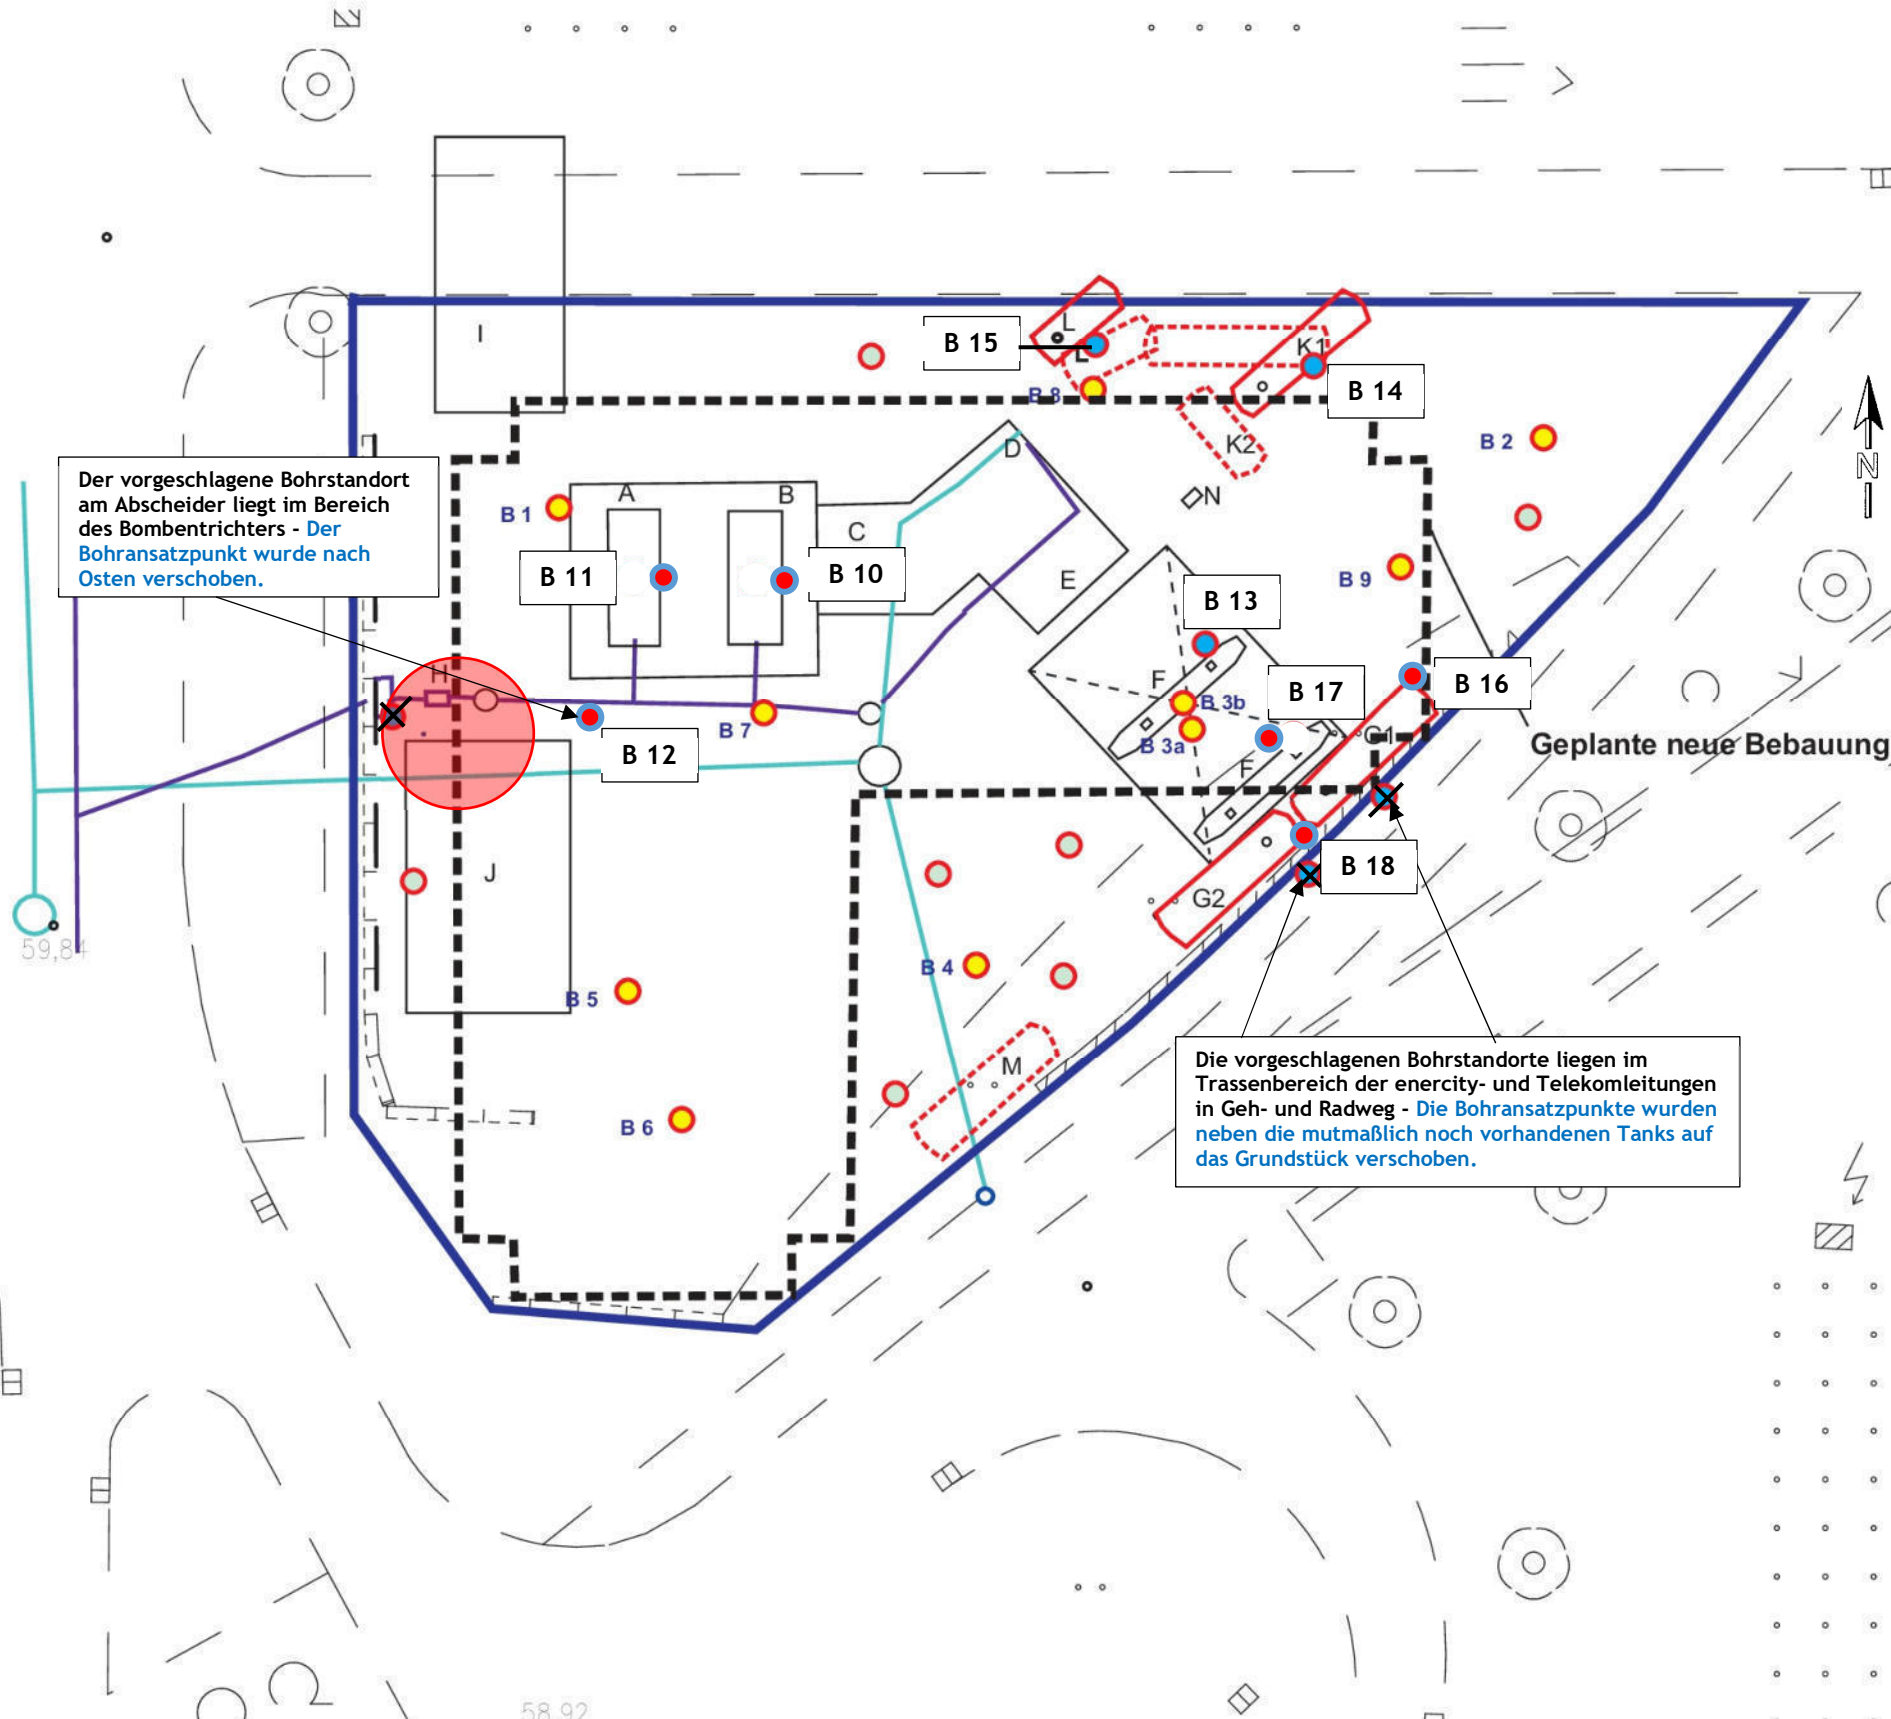 I
L
B 15
L
K1
B 8
B 14
K2
B 2
N
D
Der vorgeschlagene Bohrstandort
am Abscheider liegt im Bereich
des Bombentrichters - Der
Bohransatzpunkt wurde nach
Osten verschoben.
A
B
B 1
C
N
B 11
B 10
E
B 9
B 13
H
F
B 17
B 16
B 3b
B 7
B 3a
G1
B 12
F
Geplante neue Bebauung
J
B 18
G2
59,84
B 4
B 5
M
B 6
Die vorgeschlagenen Bohrstandorte liegen im
Trassenbereich der enercity- und Telekomleitungen
in Geh- und Radweg - Die Bohransatzpunkte wurden
neben die mutmaßlich noch vorhandenen Tanks auf
das Grundstück verschoben.
58,92